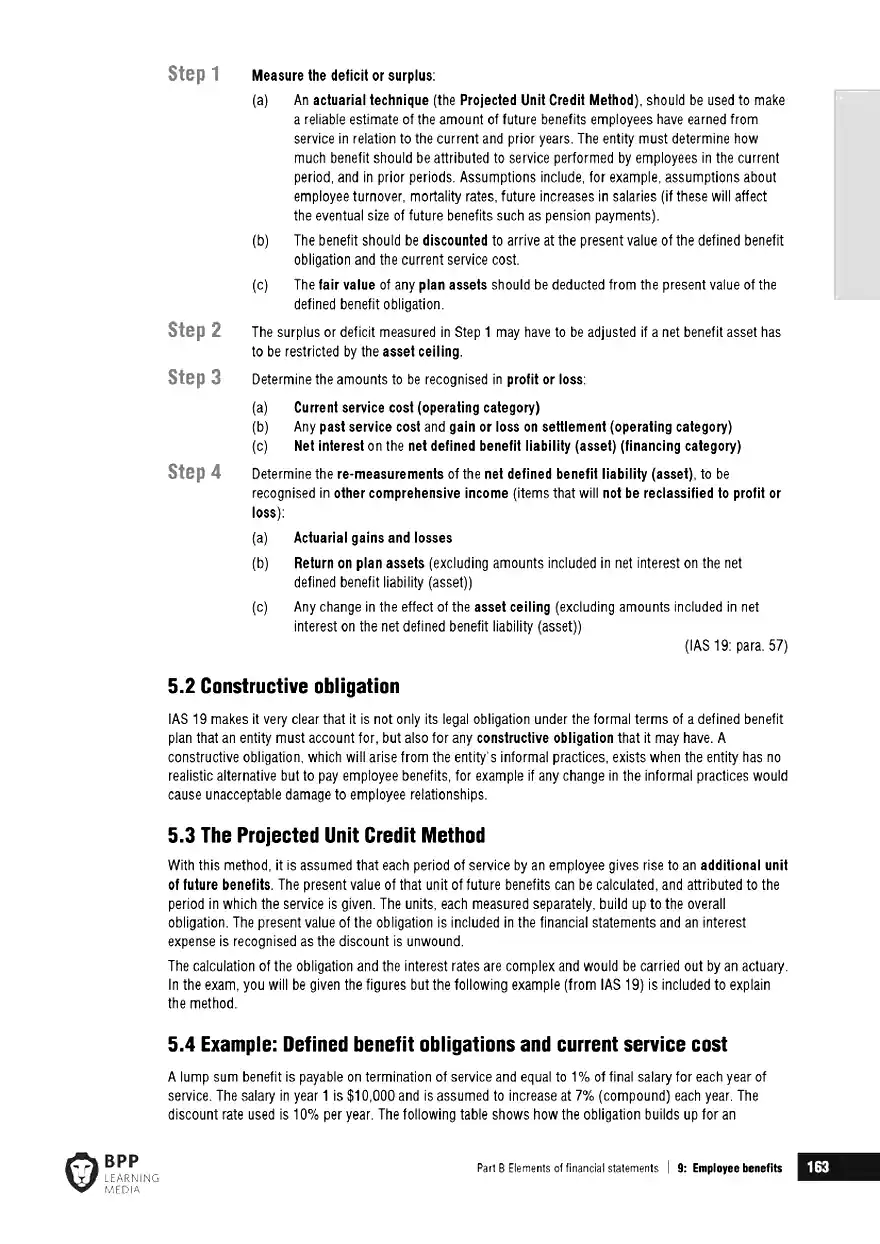 Step 1 Measure the deficit or surplus:
(a) An actuarial technique (the Projected Unit Credit Method), should be used to make
a reliable estimate of the amount of future benefits employees have earned from
service in relation to the current and prior years. The entity must determine how
much benefit should be attributed to service performed by employees in the current
period, and in prior periods. Assumptions include, for example, assumptions about
employee turnover, mortality rates, future increases in salaries (if these will affect
the eventual size of future benefits such as pension payments).
(b) The benefit should be discounted to arrive at the present value of the defined benefit
obligation and the current service cost.
(c) The fair value of any plan assets should be deducted from the present value of the
defined benefit obligation.
Step 2 The surplus or deficit measured in Step 1 may have to be adjusted if a net benefit asset has
to be restricted by the asset ceiling.
Step 3 Determine the amounts to be recognised in profit or loss:
(a) Current service cost (operating category)
(b) Any past service cost and gain or loss on settlement (operating category)
(c) Net interest on the net defined benefit liability (asset) (financing category)
Step 4 Determine the re-measurements of the net defined benefit liability (asset), to be
recognised in other comprehensive income (items that will not be reclassified to profit or
loss):
(a) Actuarial gains and losses
(b) Return on plan assets (excluding amounts included in net interest on the net
defined benefit liability (asset))
(c) Any change in the effect of the asset ceiling (excluding amounts included in net
interest on the net defined benefit liability (asset))
(IAS 19: para. 57)
5.2 Constructive obligation
IAS 19 makes it very clear that it is not only its legal obligation under the formal terms of a defined benefit
plan that an entity must account for, but also for any constructive obligation that it may have. A
constructive obligation, which will arise from the entity's informal practices, exists when the entity has no
realistic alternative but to pay employee benefits, for example if any change in the informal practices would
cause unacceptable damage to employee relationships.
5.3 The Projected Unit Credit Method
With this method, it is assumed that each period of service by an employee gives rise to an additional unit
of future benefits. The present value of that unit of future benefits can be calculated, and attributed to the
period in which the service is given. The units, each measured separately, build up to the overall
obligation. The present value of the obligation is included in the financial statements and an interest
expense is recognised as the discount is unwound.
The calculation of the obligation and the interest rates are complex and would be carried out by an actuary.
In the exam, you will be given the figures but the following example (from IAS 19) is included to explain
the method.
5.4 Example: Defined benefit obligations and current service cost
A lump sum benefit is payable on termination of service and equal to 1% of final salary for each year of
service. The salary in year 1 is $10,000 and is assumed to increase at 7% (compound) each year. The
discount rate used is 10% per year. The following table shows how the obligation builds up for an
BPP
LEARNING
MEDIA
Part B Elements of financial statements | 9: Employee benefits 163